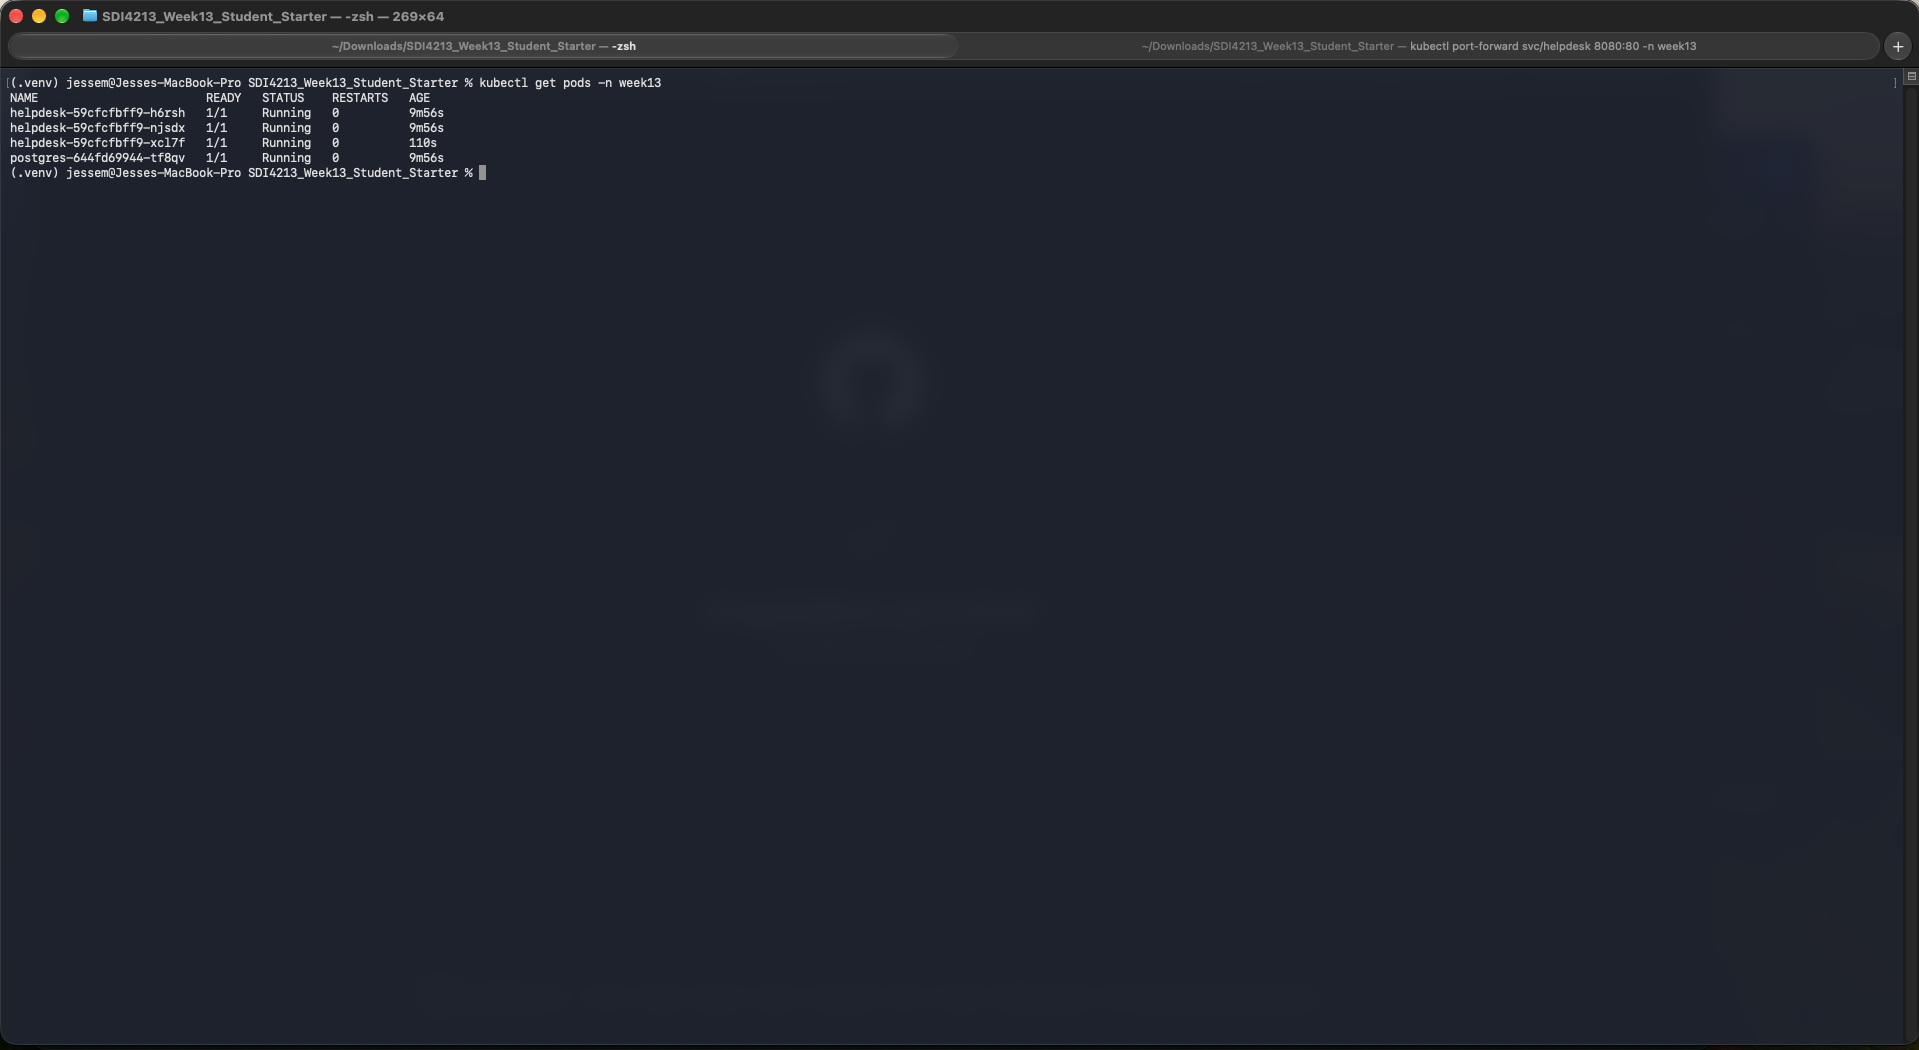 SDI4213_Week13_Student_Starter — -zsh — 269×64
~/Downloads/SDI4213_Week13_Student_Starter — -zsh
~/Downloads/SDI4213_Week13_Student_Starter — kubectl port-forward svc/helpdesk 8080:80 -n week13
+
[(.venv) jessem@Jesses-MacBook-Pro SDI4213_Week13_Student_Starter % kubectl get pods -n week13 ]
NAME READY STATUS RESTARTS AGE
helpdesk-59cfcfbff9-h6rsh 1/1 Running 0 9m56s
helpdesk-59cfcfbff9-njsdx 1/1 Running 0 9m56s
helpdesk-59cfcfbff9-xcl7f 1/1 Running 0 110s
postgres-644fd69944-tf8qv 1/1 Running 0 9m56s
(.venv) jessem@Jesses-MacBook-Pro SDI4213_Week13_Student_Starter %